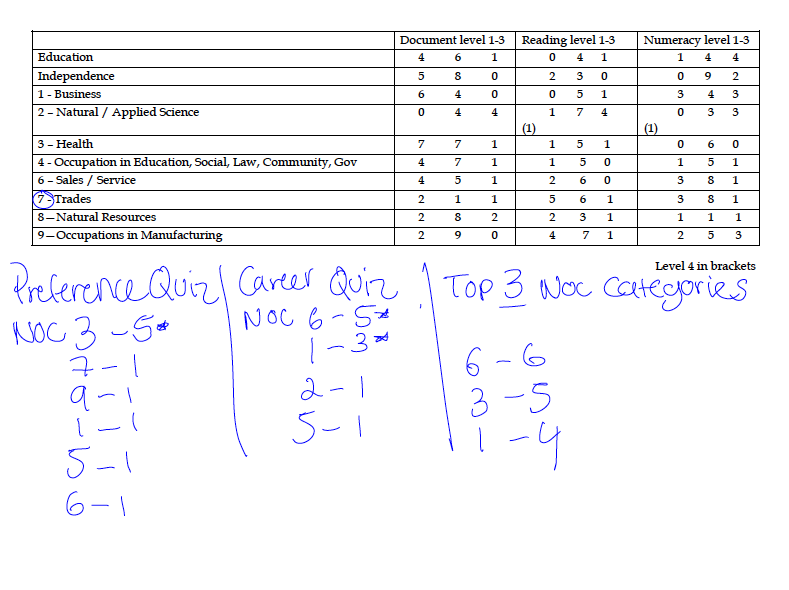 Document level 1-3 Reading level 1-3 Numeracy level 1-3
Education 4 6 1 0 4 1 1 4 4
Independence 5 8 0 2 3 0 0 9 2
1 - Business 6 4 0 0 5 1 3 4 3
2 – Natural / Applied Science 0 4 4 1 7 4 0 3 3
(1) (1)
3 – Health 7 7 1 1 5 1 0 6 0
4 - Occupation in Education, Social, Law, Community, Gov 4 7 1 1 5 0 1 5 1
6 – Sales / Service 4 5 1 2 6 0 3 8 1
7 - Trades 2 1 1 5 6 1 3 8 1
8 – Natural Resources 2 8 2 2 3 1 1 1 1
9 – Occupations in Manufacturing 2 9 0 4 7 1 2 5 3
Level 4 in brackets
Preference Quiz
NOC 3 - 5*
7 - 1
9 - 1
1 - 1
5 - 1
6 - 1
Career Quiz
NOC 6 - 5*
1 - 3*
2 - 1
5 - 1
Top 3 Noc Categories
6 - 6
3 - 5
1 - 4